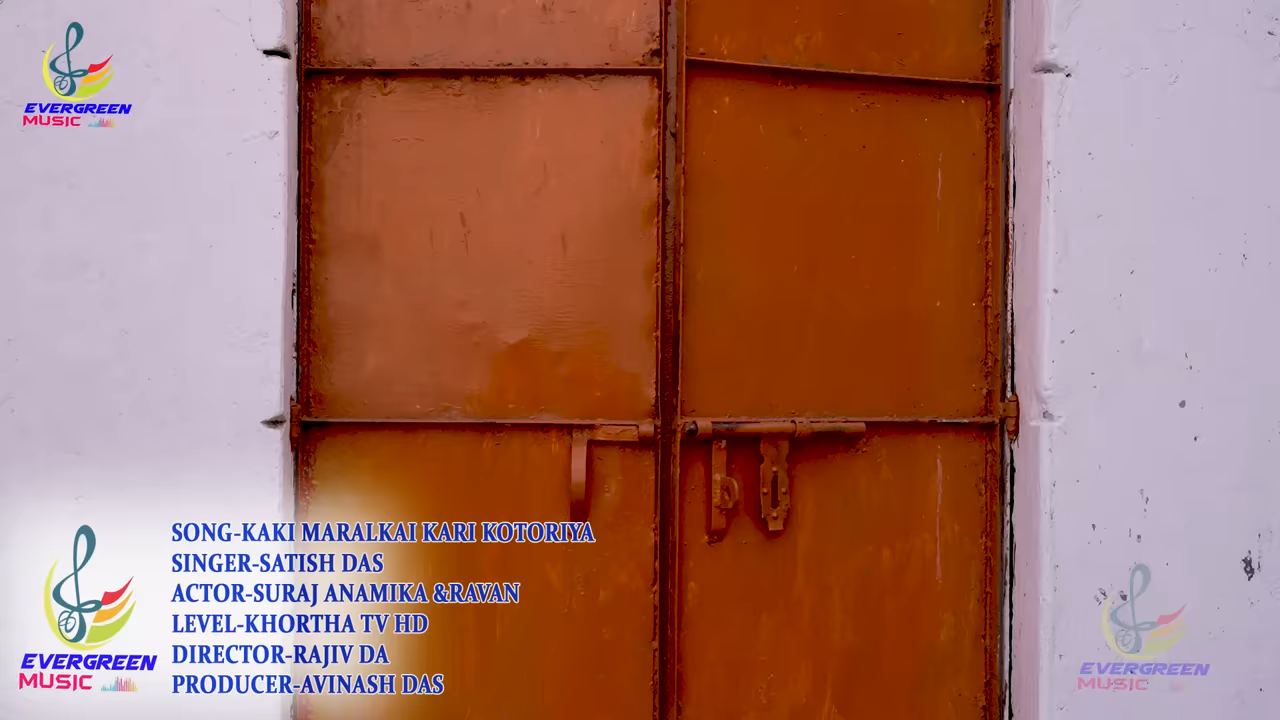 EVERGREEN
MUSIC
SONG-KAKI MARALKAI KARI KOTORIYA
SINGER-SATISH DAS
ACTOR-SURAJ ANAMIKA &RAVAN
LEVEL-KHORTHA TV HD
DIRECTOR-RAJIV DA
PRODUCER-AVINASH DAS
EVERGREEN
MUSIC
EVERGREEN
MUSIC